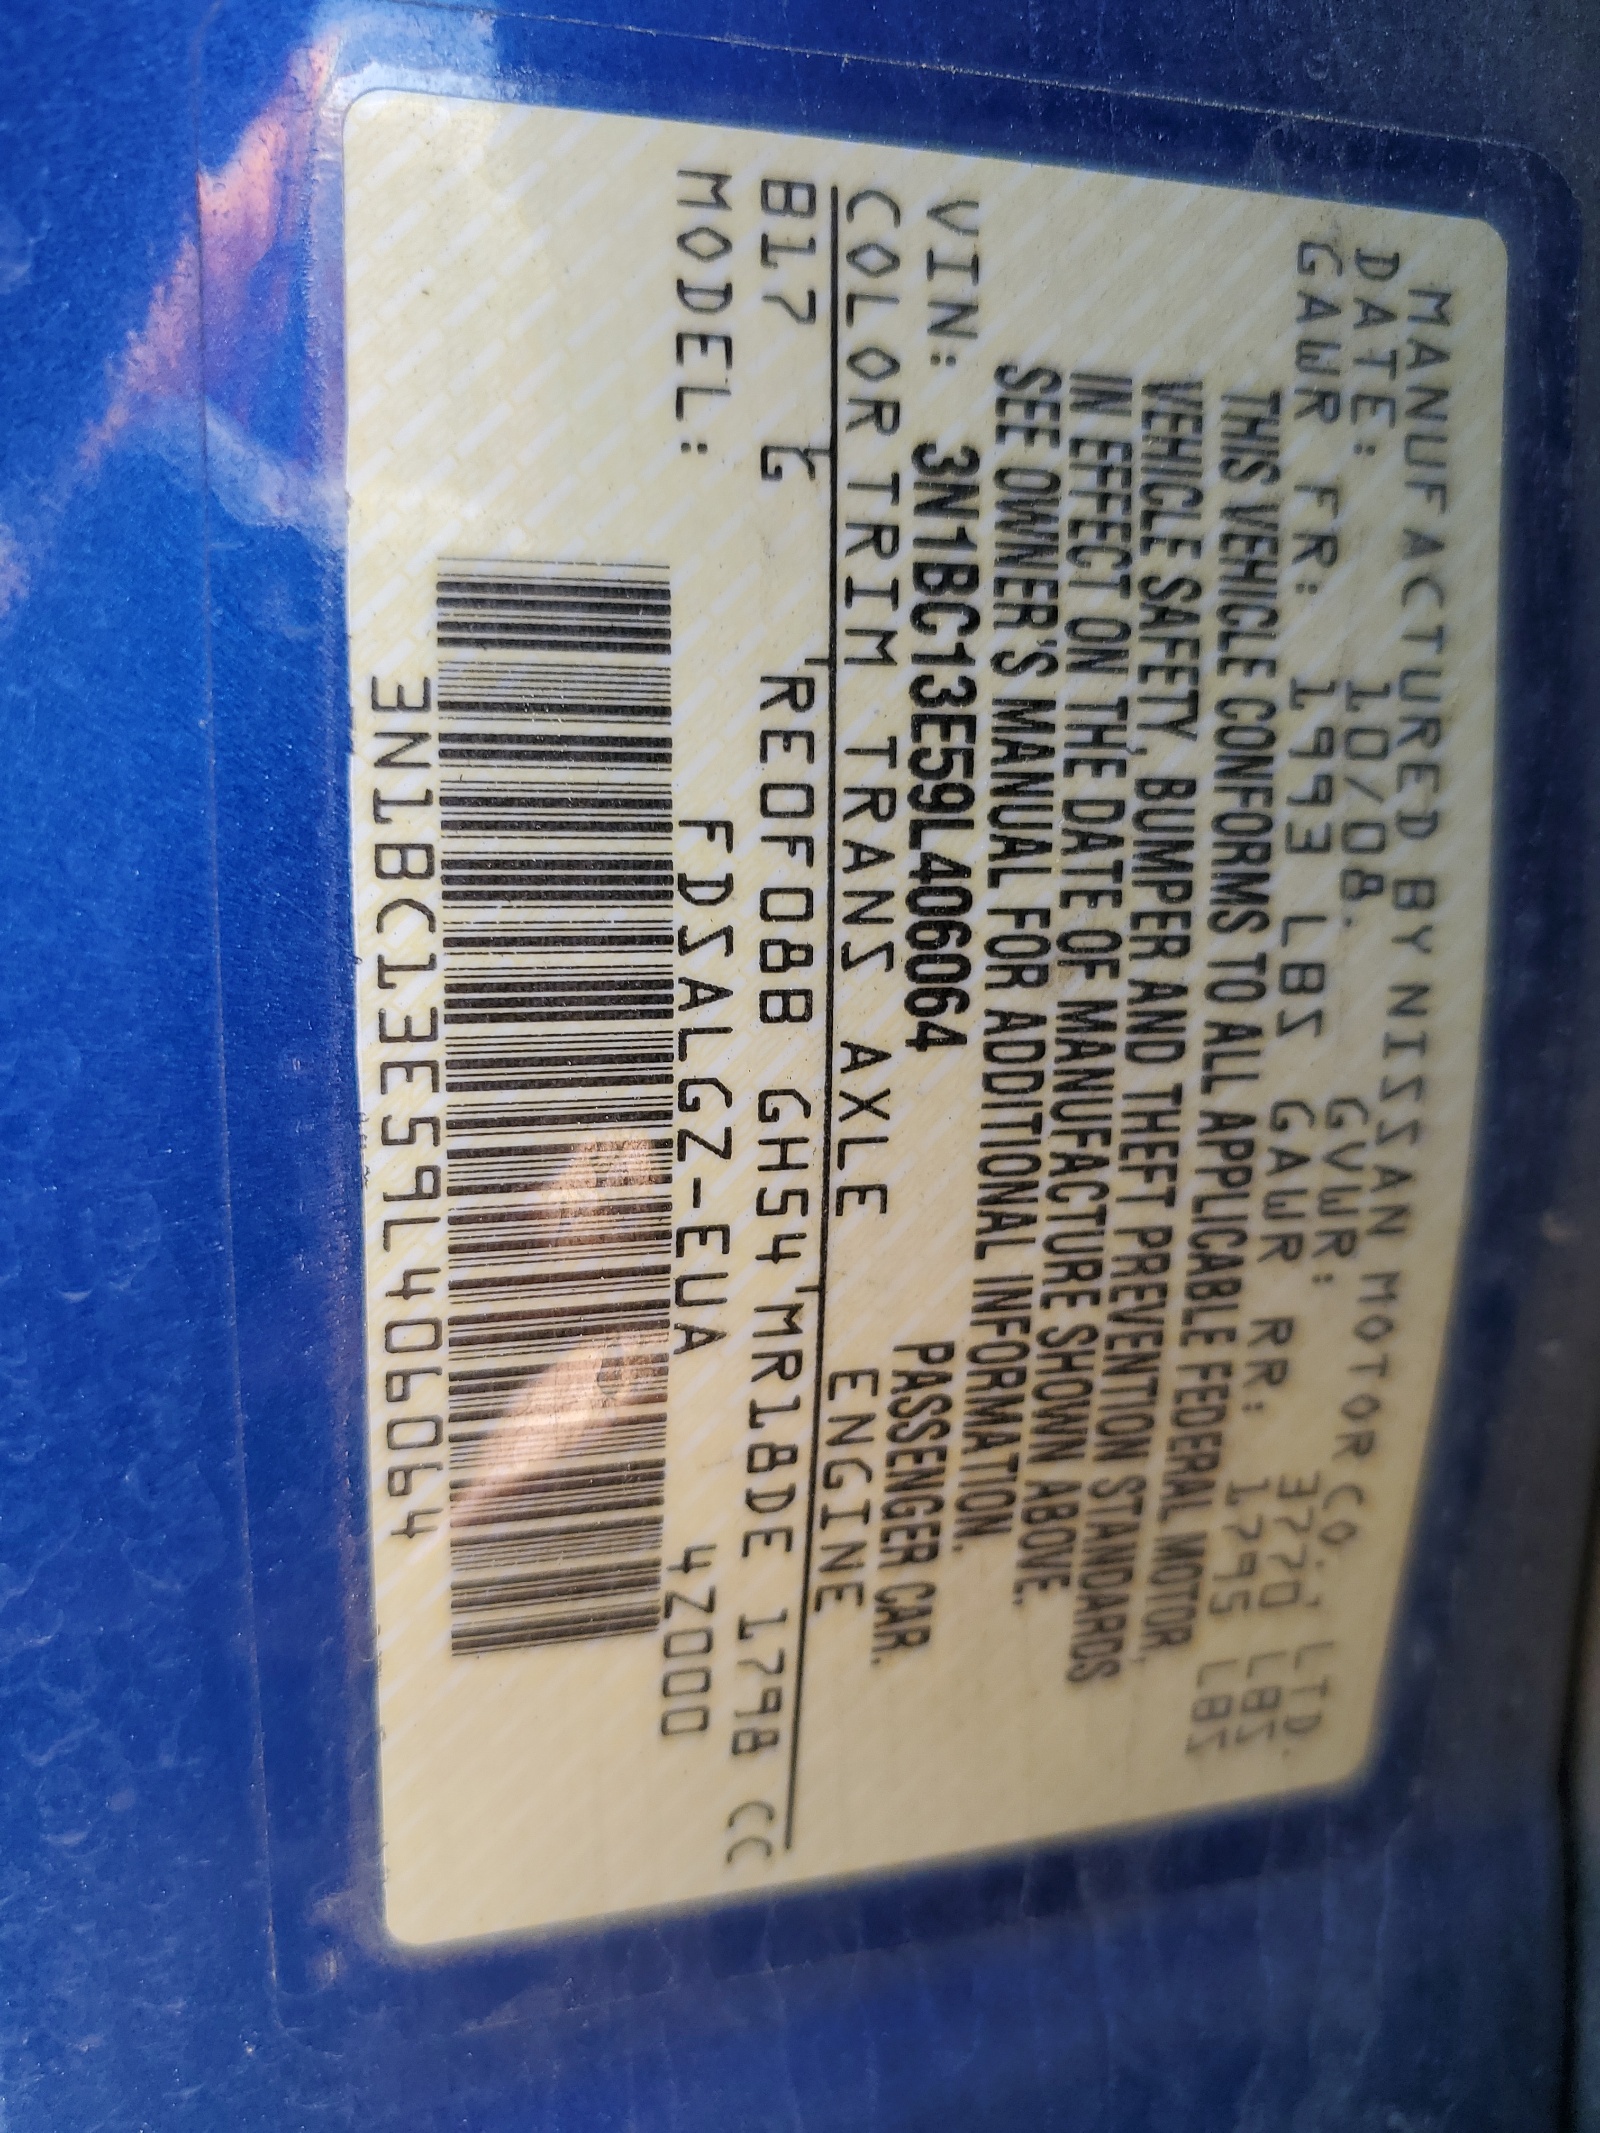 MANUFACTURED BY NISSAN MOTOR CO., LTD.
DATE: 10/08. GVWR: 3770 LBS
GAWR FR: 1993 LBS GAWR RR: 1795 LBS
THIS VEHICLE CONFORMS TO ALL APPLICABLE FEDERAL MOTOR
VEHICLE SAFETY, BUMPER AND THEFT PREVENTION STANDARDS
IN EFFECT ON THE DATE OF MANUFACTURE SHOWN ABOVE.
SEE OWNER'S MANUAL FOR ADDITIONAL INFORMATION.
VIN: 3N1BC13E59L406064 PASSENGER CAR.
COLOR TRIM TRANS AXLE ENGINE
B17 G RE0F08B GH54 MR18DE 1798 CC
MODEL: FDSALGZ-EUA 4Z000
3N1BC13E59L406064